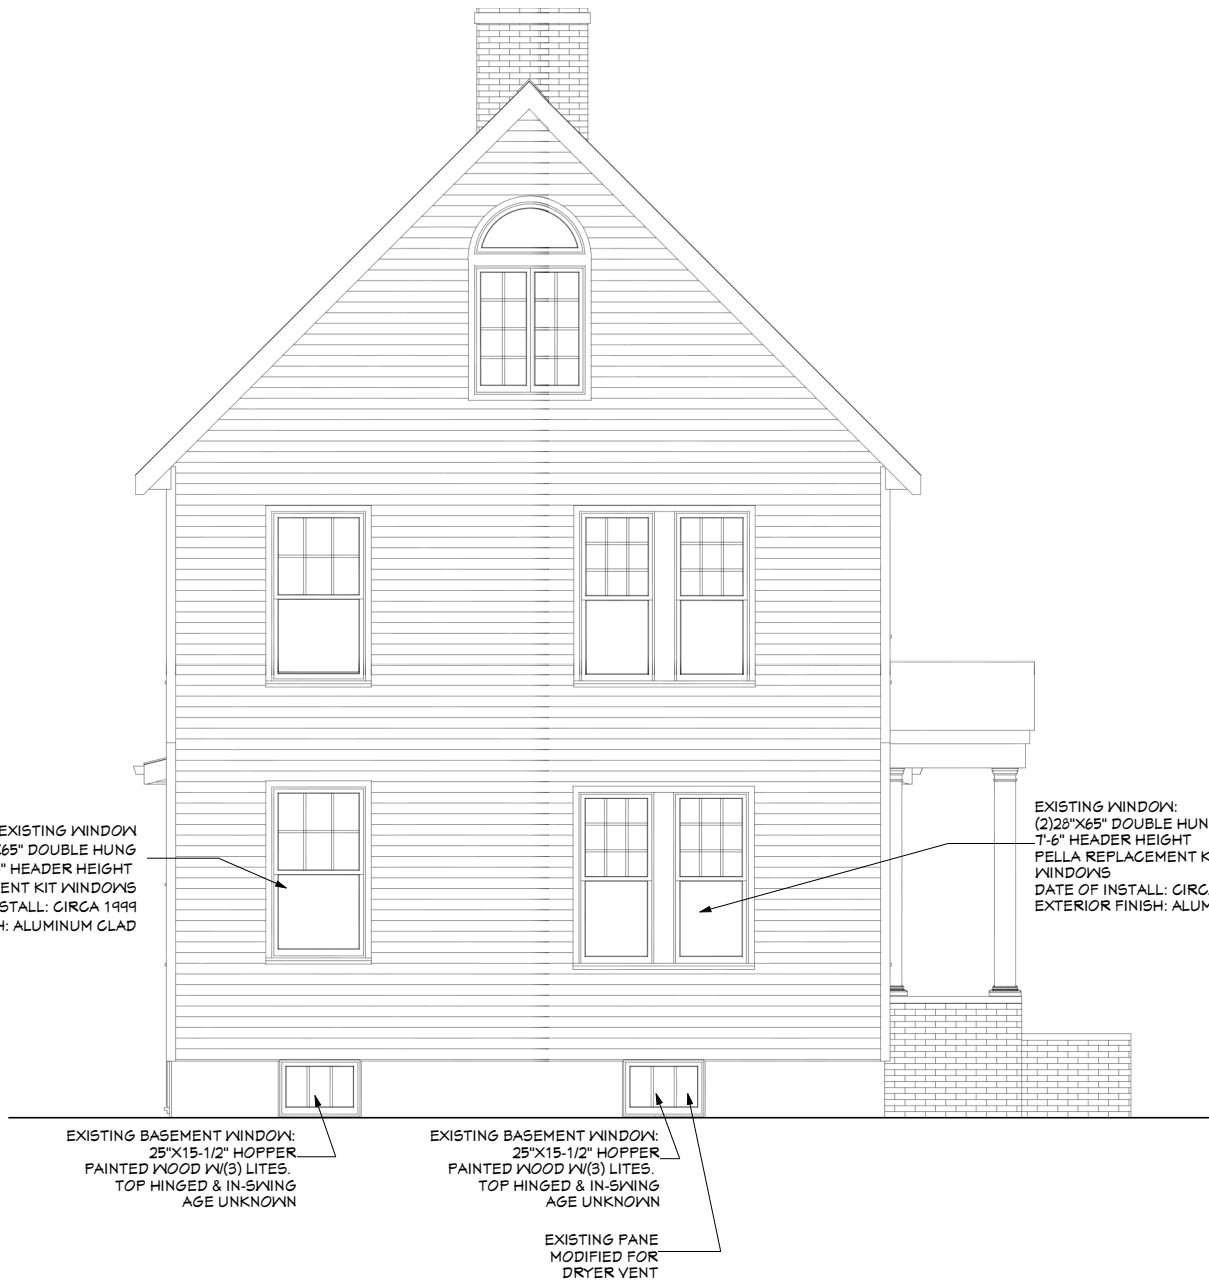 EXISTING WINDOW
65" DOUBLE HUNG
" HEADER HEIGHT
ENT KIT WINDOWS
STALL: CIRCA 1999
H: ALUMINUM CLAD
EXISTING WINDOW:
(2)28"X65" DOUBLE HUN
7'-6" HEADER HEIGHT
PELLA REPLACEMENT K
WINDOWS
DATE OF INSTALL: CIRC
EXTERIOR FINISH: ALUM
EXISTING BASEMENT WINDOW:
25"X15-1/2" HOPPER
PAINTED WOOD W/(3) LITES.
TOP HINGED & IN-SWING
AGE UNKNOWN
EXISTING BASEMENT WINDOW:
25"X15-1/2" HOPPER
PAINTED WOOD W/(3) LITES.
TOP HINGED & IN-SWING
AGE UNKNOWN
EXISTING PANE
MODIFIED FOR
DRYER VENT